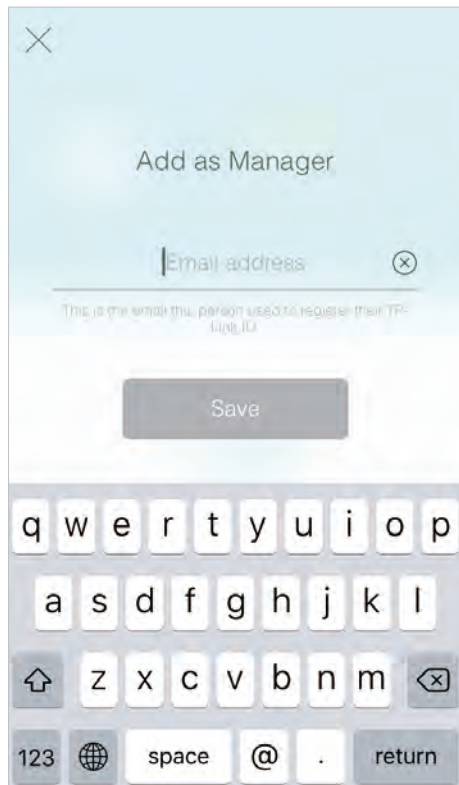 Add as Manager
Email address
This is the email this person used to register their TP-
Link ID
Save
q w e r t y u i o p
a s d f g h j k l
z x c v b n m
123 space @ . return